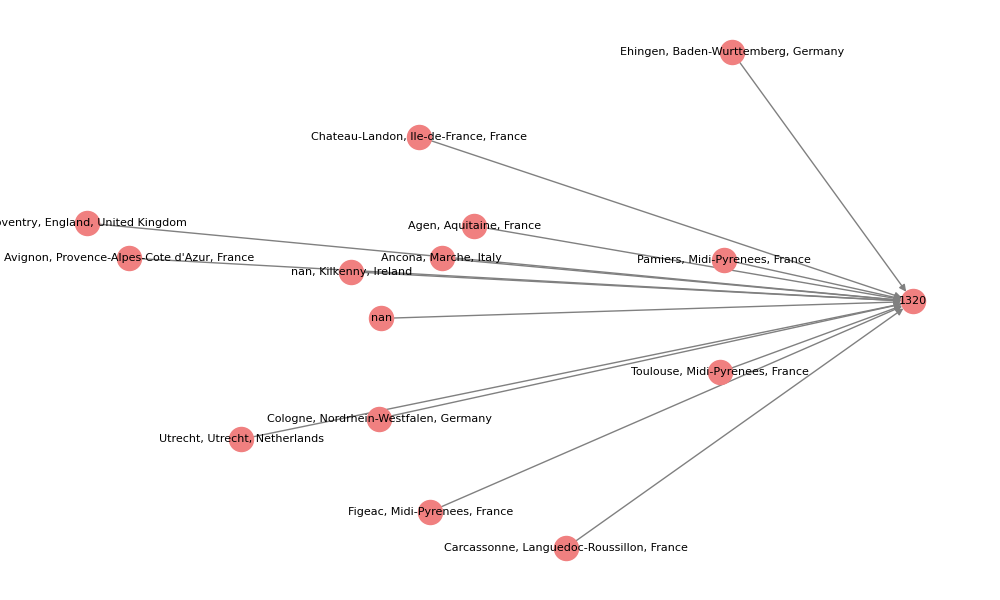 Ehingen, Baden-Wurttemberg, Germany
Chateau-Landon, Ile-de-France, France
oventry, England, United Kingdom
Agen, Aquitaine, France
Avignon, Provence-Alpes-Cote d'Azur, France
Ancona, Marche, Italy
Pamiers, Midi-Pyrenees, France
nan, Kilkenny, Ireland
1320
nan
Toulouse, Midi-Pyrenees, France
Cologne, Nordrhein-Westfalen, Germany
Utrecht, Utrecht, Netherlands
Figeac, Midi-Pyrenees, France
Carcassonne, Languedoc-Roussillon, France